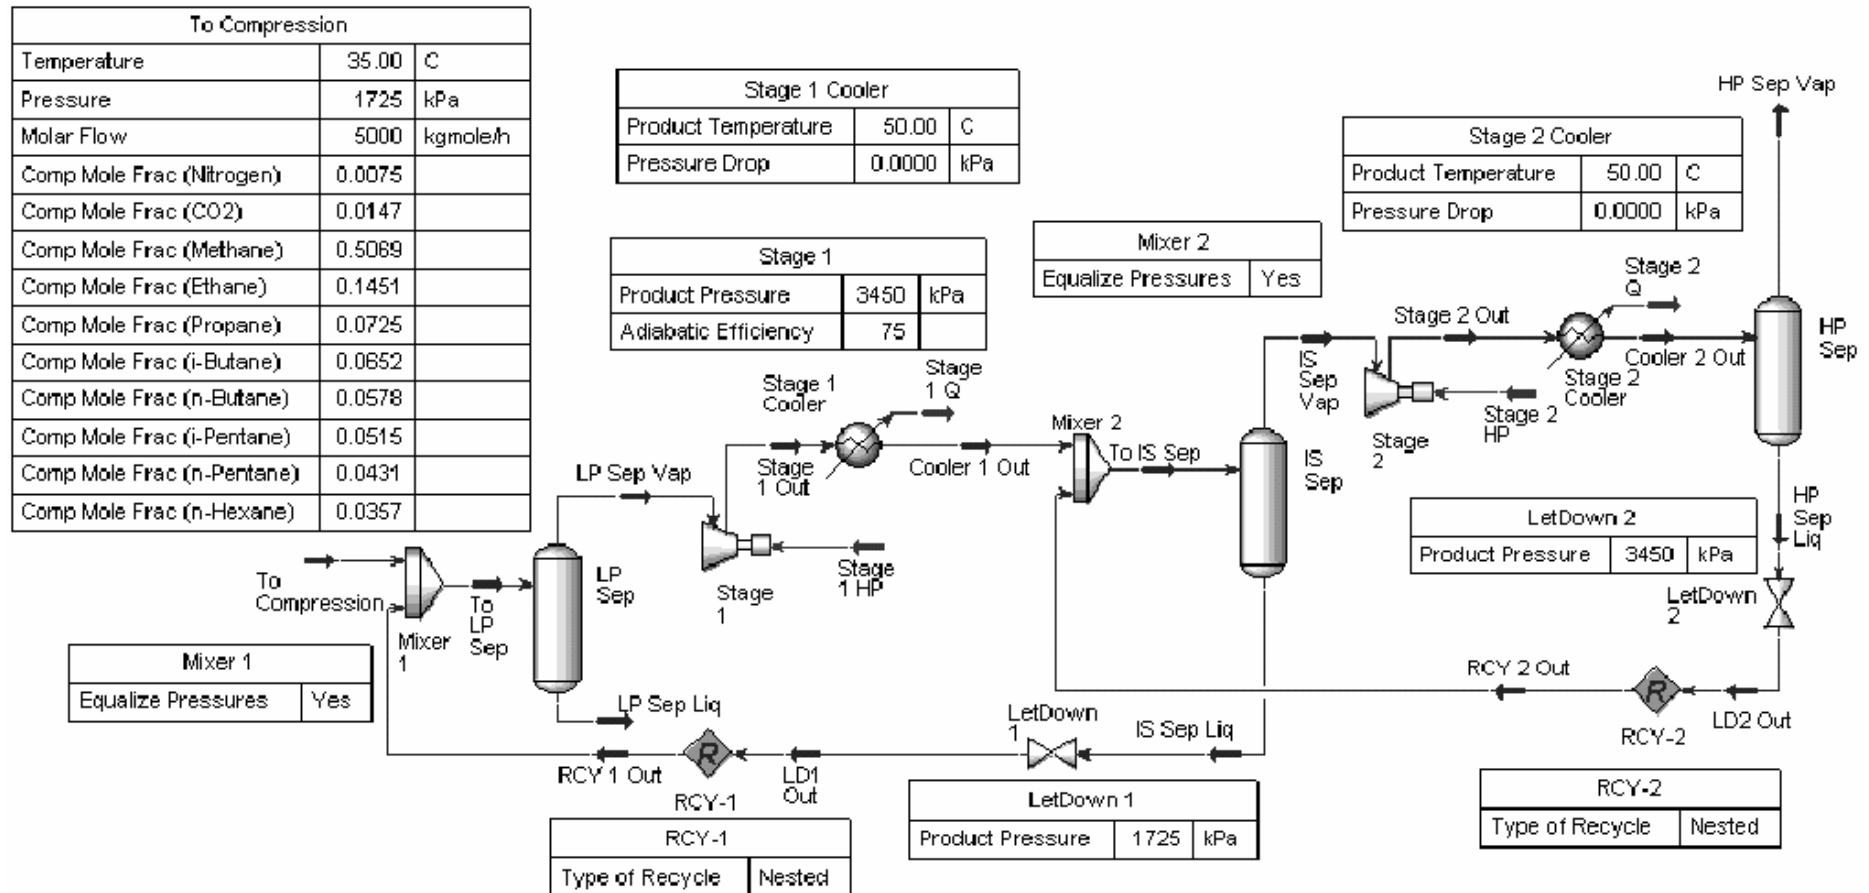 To Compression
Temperature 35.00 C
Pressure 1725 kPa
Molar Flow 5000 kgmole/h
Comp Mole Frac (Nitrogen) 0.0075
Comp Mole Frac (CO2) 0.0147
Comp Mole Frac (Methane) 0.5069
Comp Mole Frac (Ethane) 0.1451
Comp Mole Frac (Propane) 0.0725
Comp Mole Frac (i-Butane) 0.0652
Comp Mole Frac (n-Butane) 0.0578
Comp Mole Frac (i-Pentane) 0.0515
Comp Mole Frac (n-Pentane) 0.0431
Comp Mole Frac (n-Hexane) 0.0357
Stage 1 Cooler
Product Temperature 50.00 C
Pressure Drop 0.0000 kPa
Stage 1
Product Pressure 3450 kPa
Adiabatic Efficiency 75
Mixer 2
Equalize Pressures Yes
Stage 2 Cooler
Product Temperature 50.00 C
Pressure Drop 0.0000 kPa
HP Sep Vap
Stage
2 Q
Stage 2 Out
Cooler 2 Out
HP
Sep
Stage 2
Cooler
IS
Sep
Vap
Stage
2
Stage 2
HP
Stage 1
Cooler
Stage
1 Q
Stage
1 Out
Cooler 1 Out
Mixer 2
To IS Sep
IS
Sep
LP Sep Vap
LP
Sep
Stage
1
Stage
1 HP
To
Compression
Mixer
1
To
LP
Sep
LP Sep Liq
Mixer 1
Equalize Pressures Yes
LetDown 2
Product Pressure 3450 kPa
HP
Sep
Liq
LetDown
2
RCY 2 Out
RCY-2
LD2 Out
LetDown
1
IS Sep Liq
RCY 1 Out
RCY-1
LD1
Out
LetDown 1
Product Pressure 1725 kPa
RCY-1
Type of Recycle Nested
RCY-2
Type of Recycle Nested
R
R